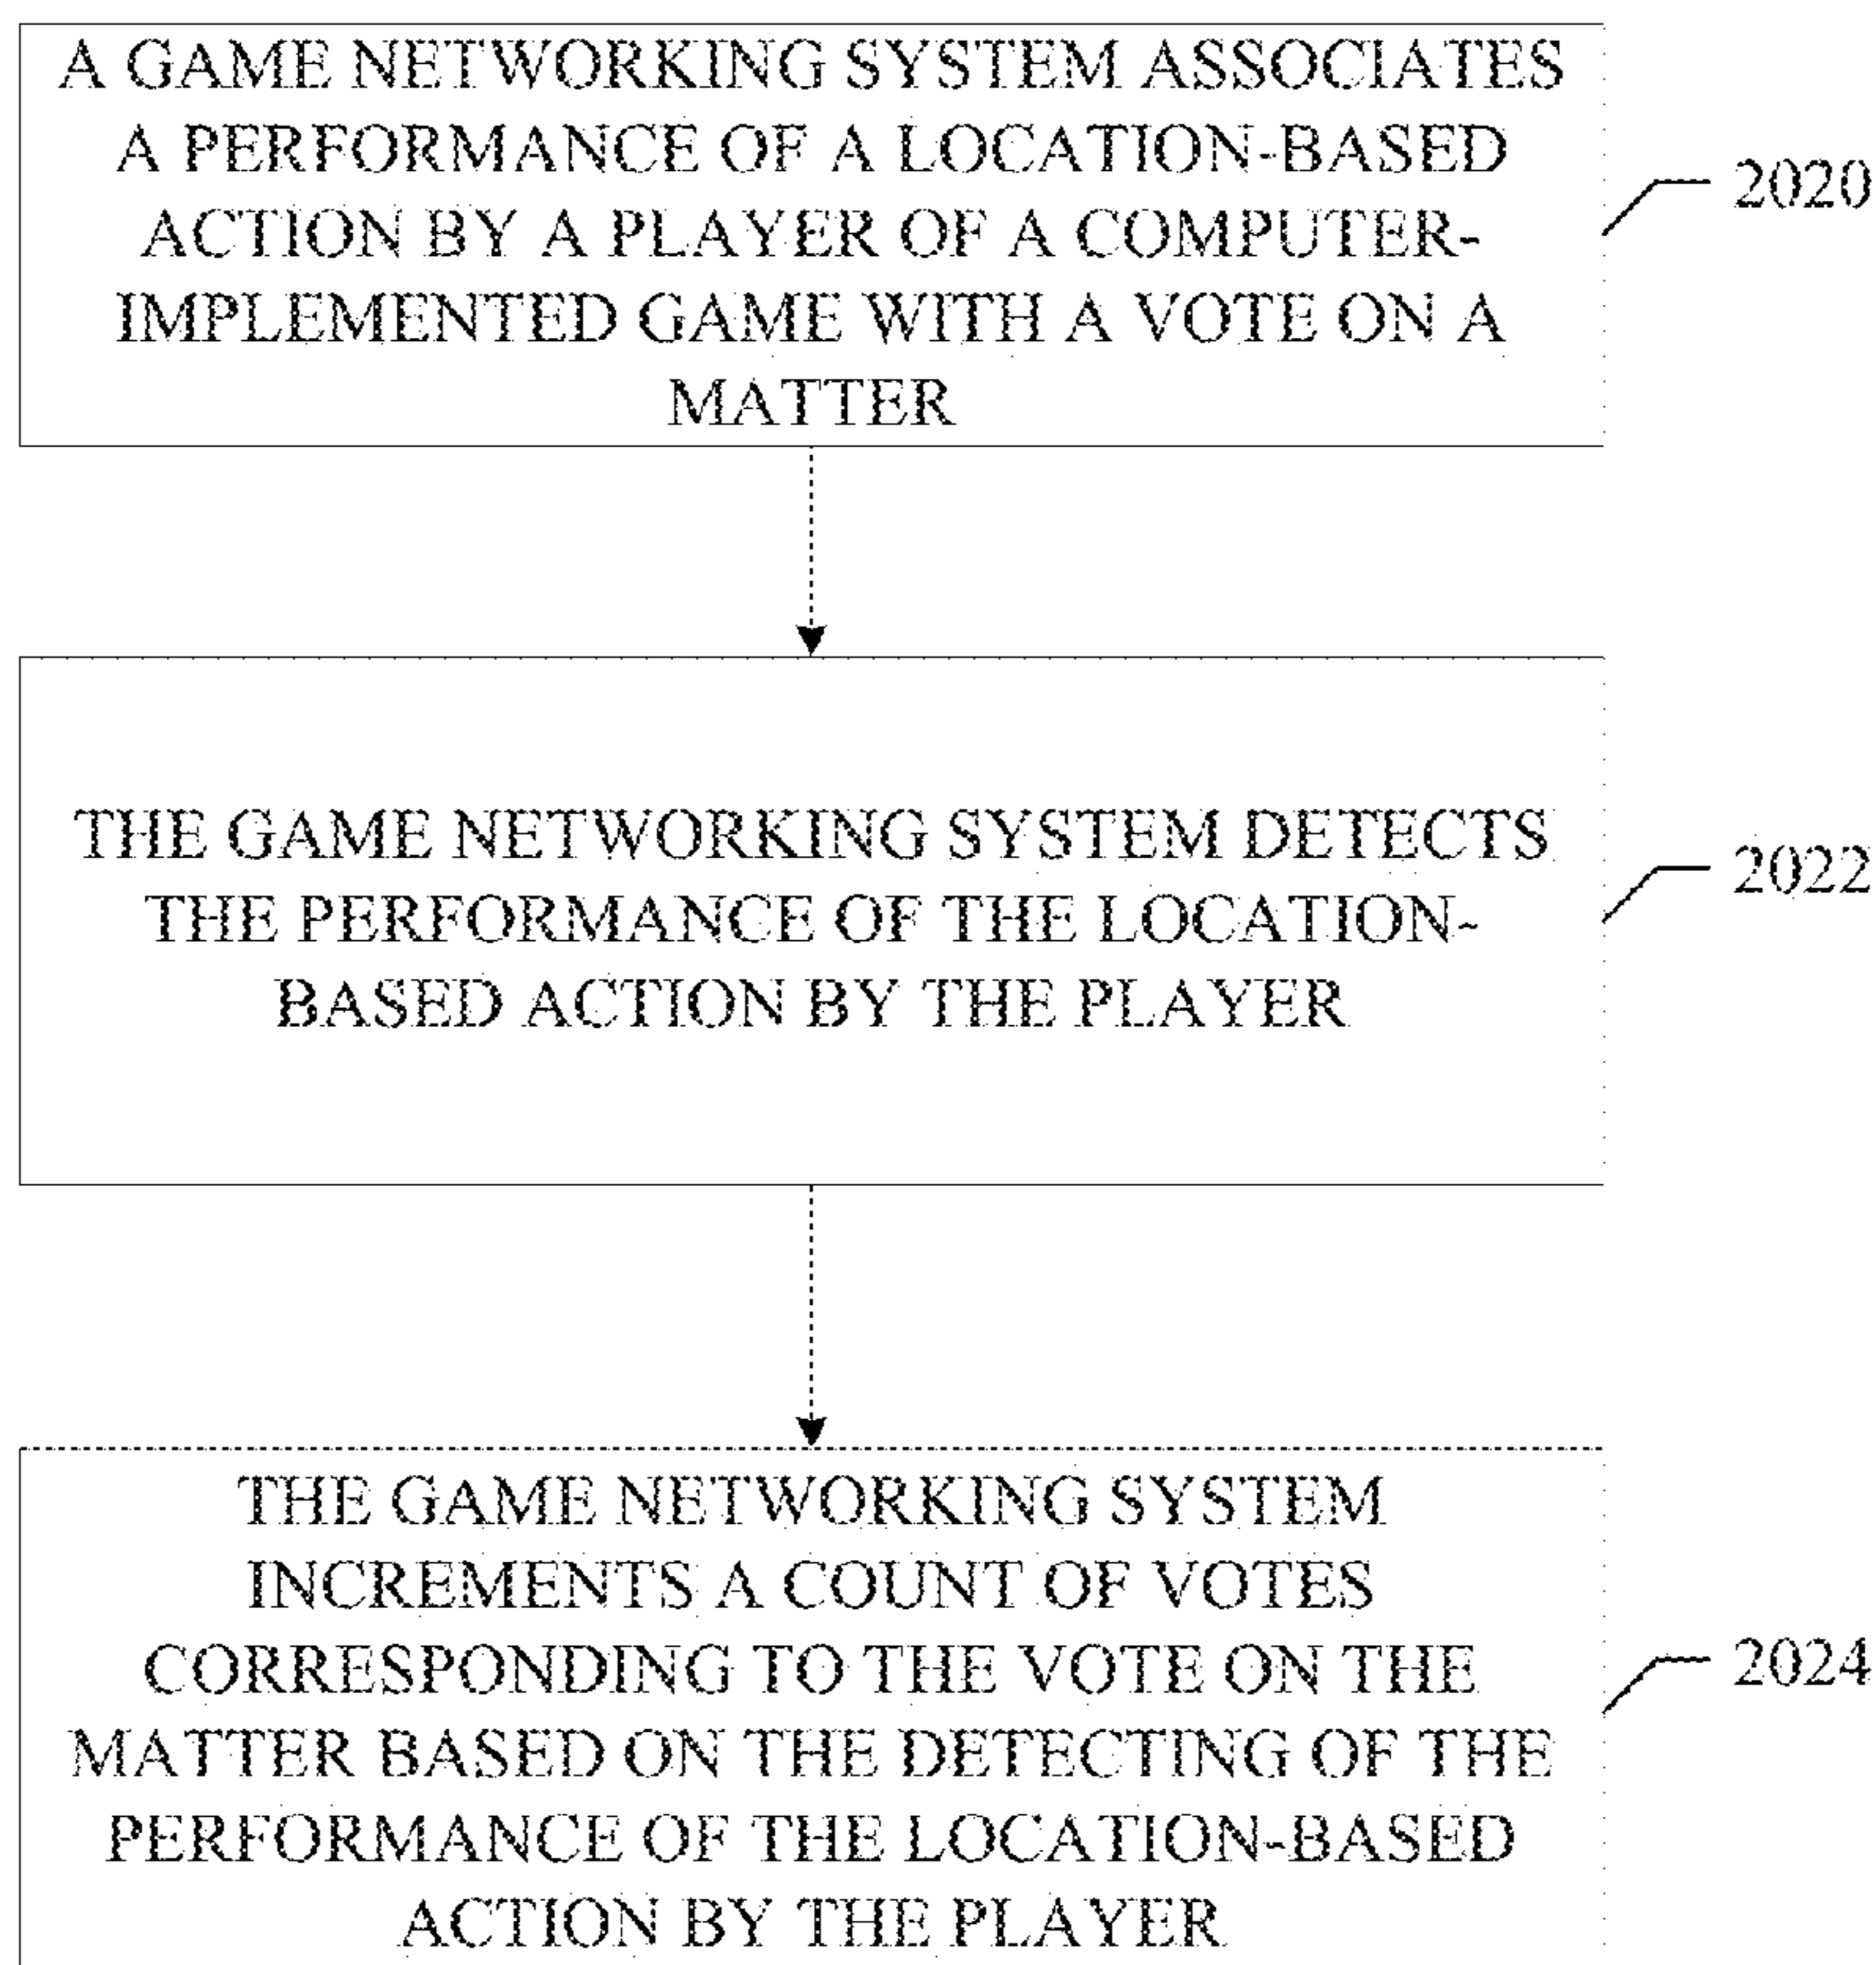 A GAME NETWORKING SYSTEM ASSOCIATES
A PERFORMANCE OF A LOCATION-BASED
ACTION BY A PLAYER OF A COMPUTER-
IMPLEMENTED GAME WITH A VOTE ON A
MATTER
2020
THE GAME NETWORKING SYSTEM DETECTS
THE PERFORMANCE OF THE LOCATION-
BASED ACTION BY THE PLAYER
2022
THE GAME NETWORKING SYSTEM
INCREMENTS A COUNT OF VOTES
CORRESPONDING TO THE VOTE ON THE
MATTER BASED ON THE DETECTING OF THE
PERFORMANCE OF THE LOCATION-BASED
ACTION BY THE PLAYER
2024